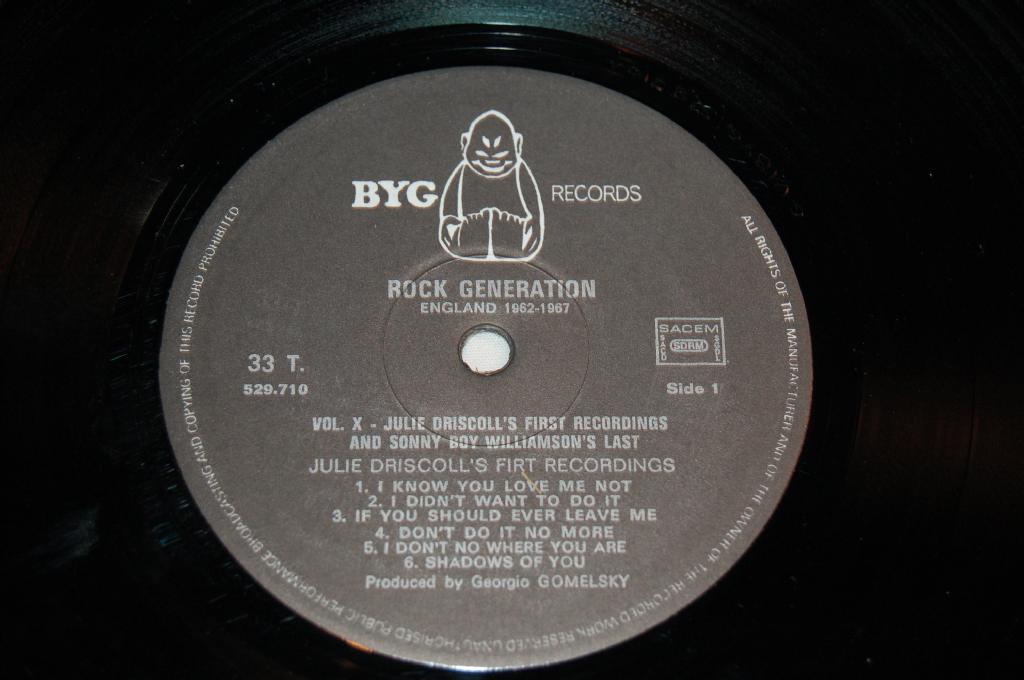 BYG RECORDS
ROCK GENERATION
ENGLAND 1962-1967
33 T.
529.710
SACEM
SACD SDRM SGDL
Side 1
VOL. X - JULIE DRISCOLL'S FIRST RECORDINGS
AND SONNY BOY WILLIAMSON'S LAST
JULIE DRISCOLL'S FIRT RECORDINGS
1. I KNOW YOU LOVE ME NOT
2. I DIDN'T WANT TO DO IT
3. IF YOU SHOULD EVER LEAVE ME
4. DON'T DO IT NO MORE
5. I DON'T NO WHERE YOU ARE
6. SHADOWS OF YOU
Produced by Georgio GOMELSKY
ALL RIGHTS OF THE MANUFACTURER AND OF THE OWNER OF THE RECORDED WORK RESERVED UNAUTHORISED PUBLIC PERFORMANCE BROADCASTING AND COPYING OF THIS RECORD PROHIBITED